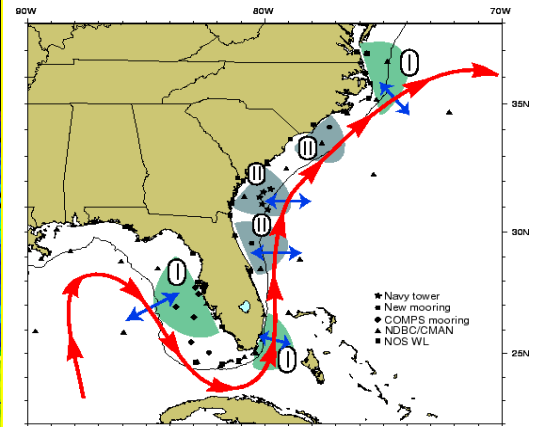 90W 80W 70W
I
35N
II
II
II
30N
I
Navy tower
New mooring
COMPS mooring
NDBC/CMAN
NOS WL
25N
I